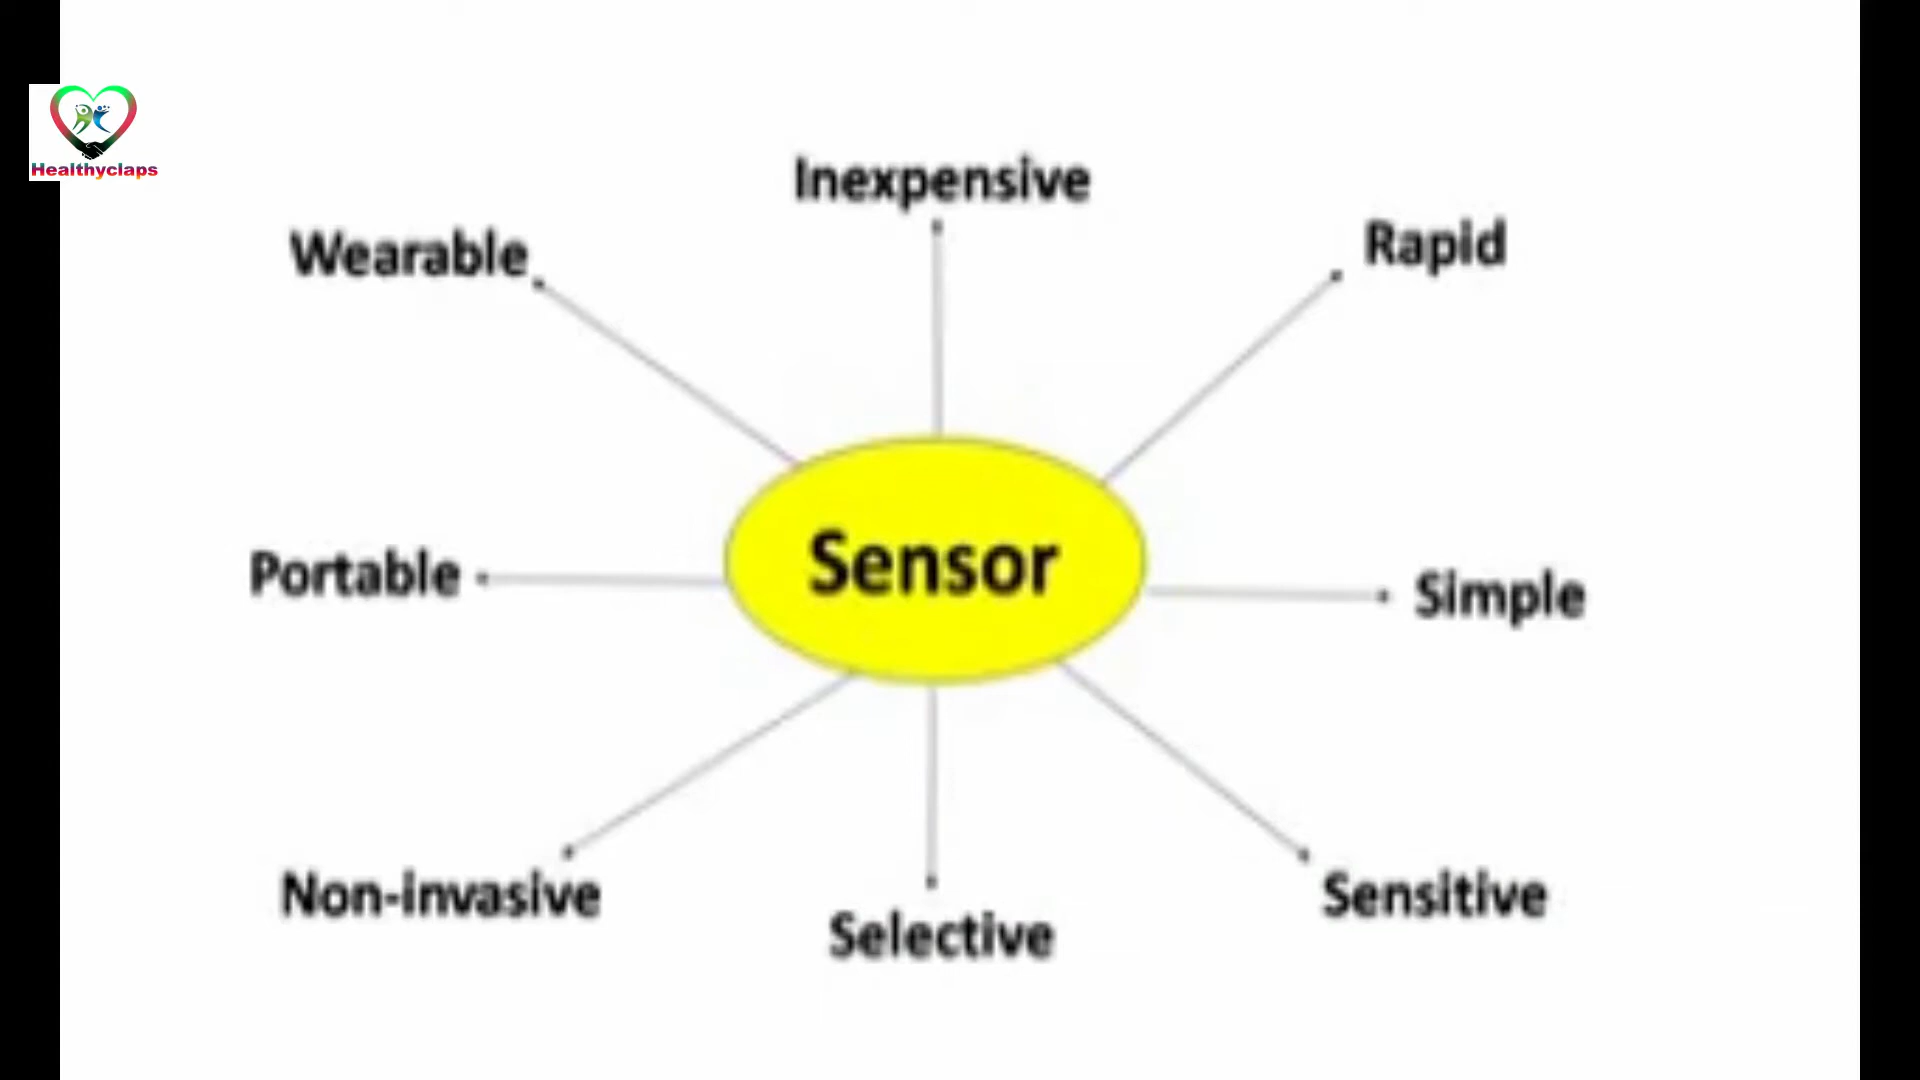 Healthyclaps
Inexpensive
Rapid
Wearable
Sensor
Portable
Simple
Non-invasive
Sensitive
Selective